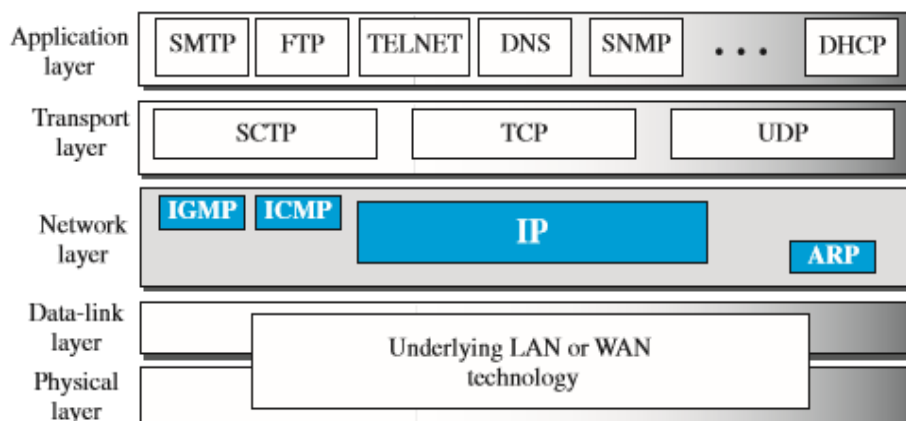 Application
layer
SMTP
FTP
TELNET
DNS
SNMP
• • •
DHCP
Transport
layer
SCTP
TCP
UDP
Network
layer
IGMP
ICMP
IP
ARP
Data-link
layer
Physical
layer
Underlying LAN or WAN
technology